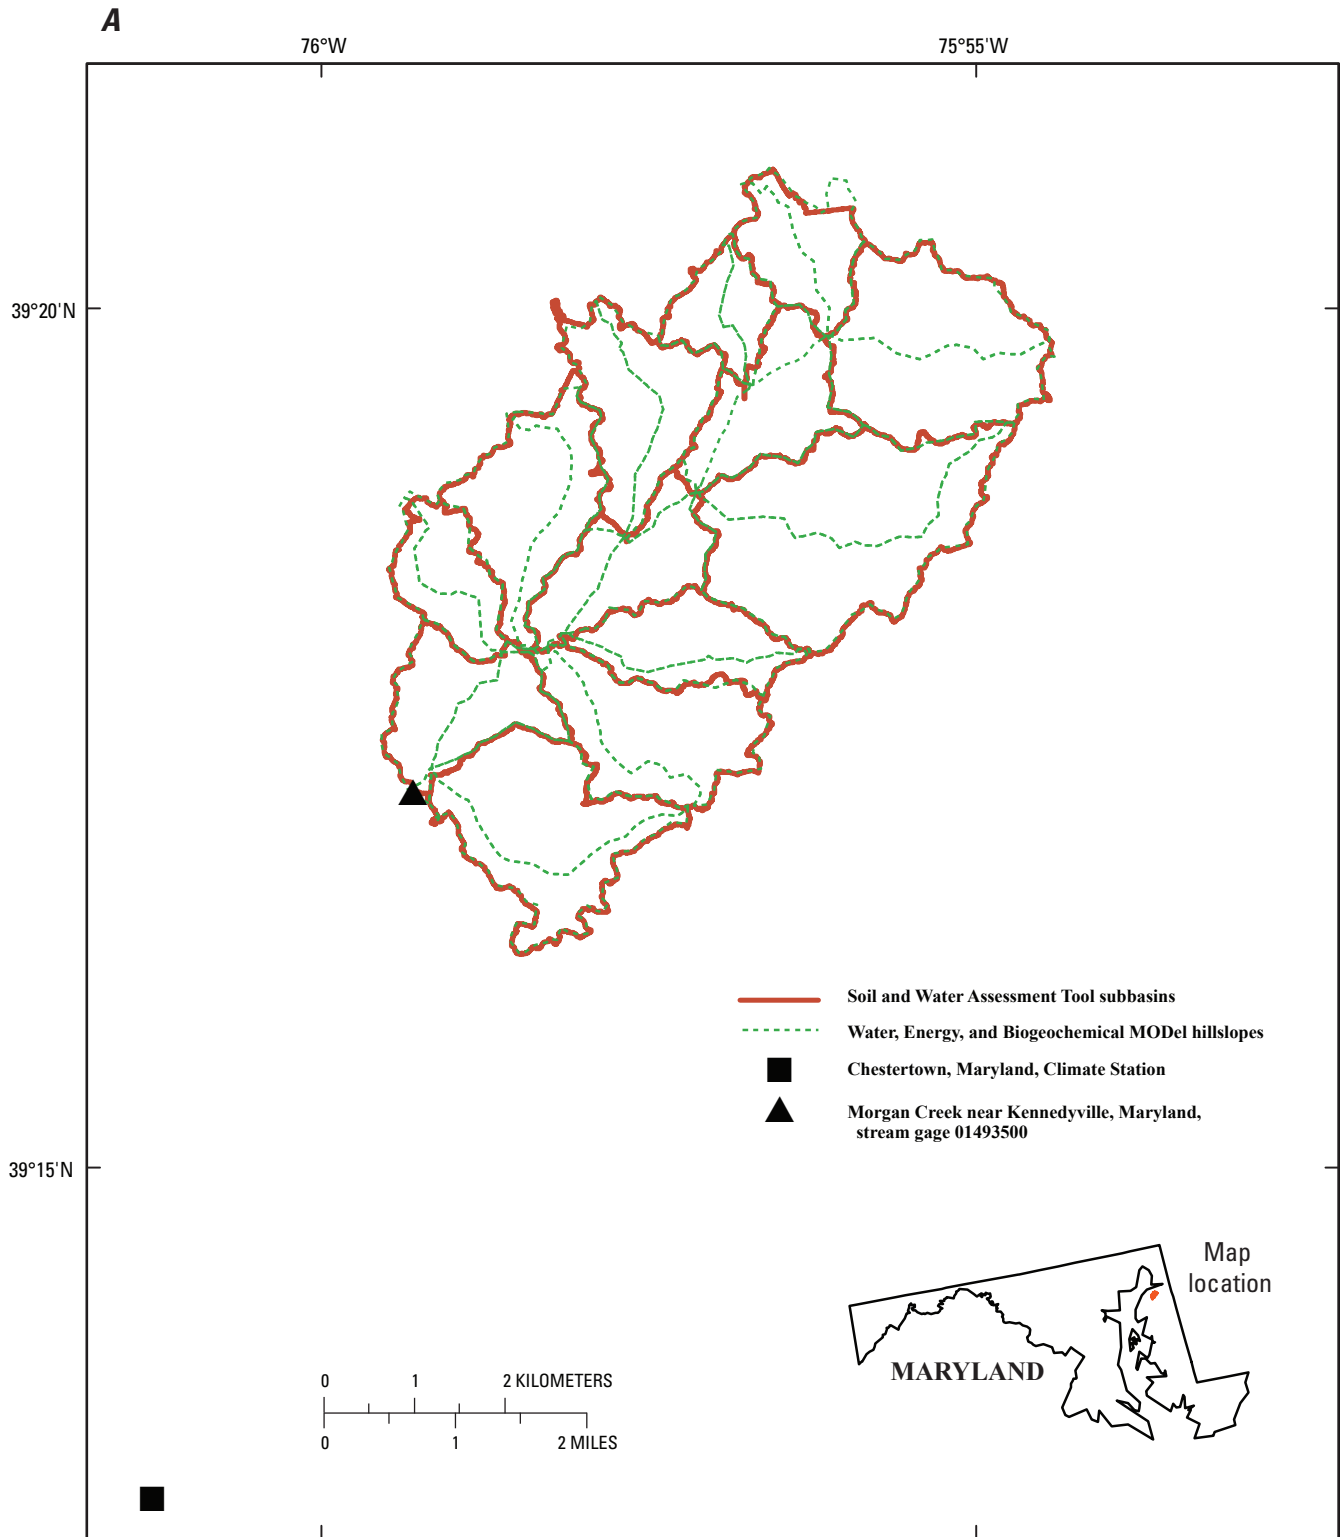 A
76°W
75°55'W
39°20'N
Soil and Water Assessment Tool subbasins
Water, Energy, and Biogeochemical MODel hillslopes
Chestertown, Maryland, Climate Station
Morgan Creek near Kennedyville, Maryland,
stream gage 01493500
39°15'N
Map
location
MARYLAND
0 1 2 KILOMETERS
0 1 2 MILES